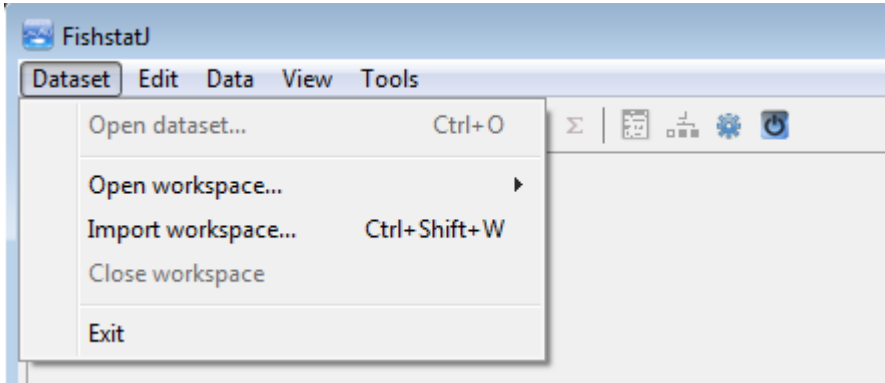 FishstatJ
Dataset Edit Data View Tools
Open dataset... Ctrl+O
Σ
Open workspace...
Import workspace... Ctrl+Shift+W
Close workspace
Exit